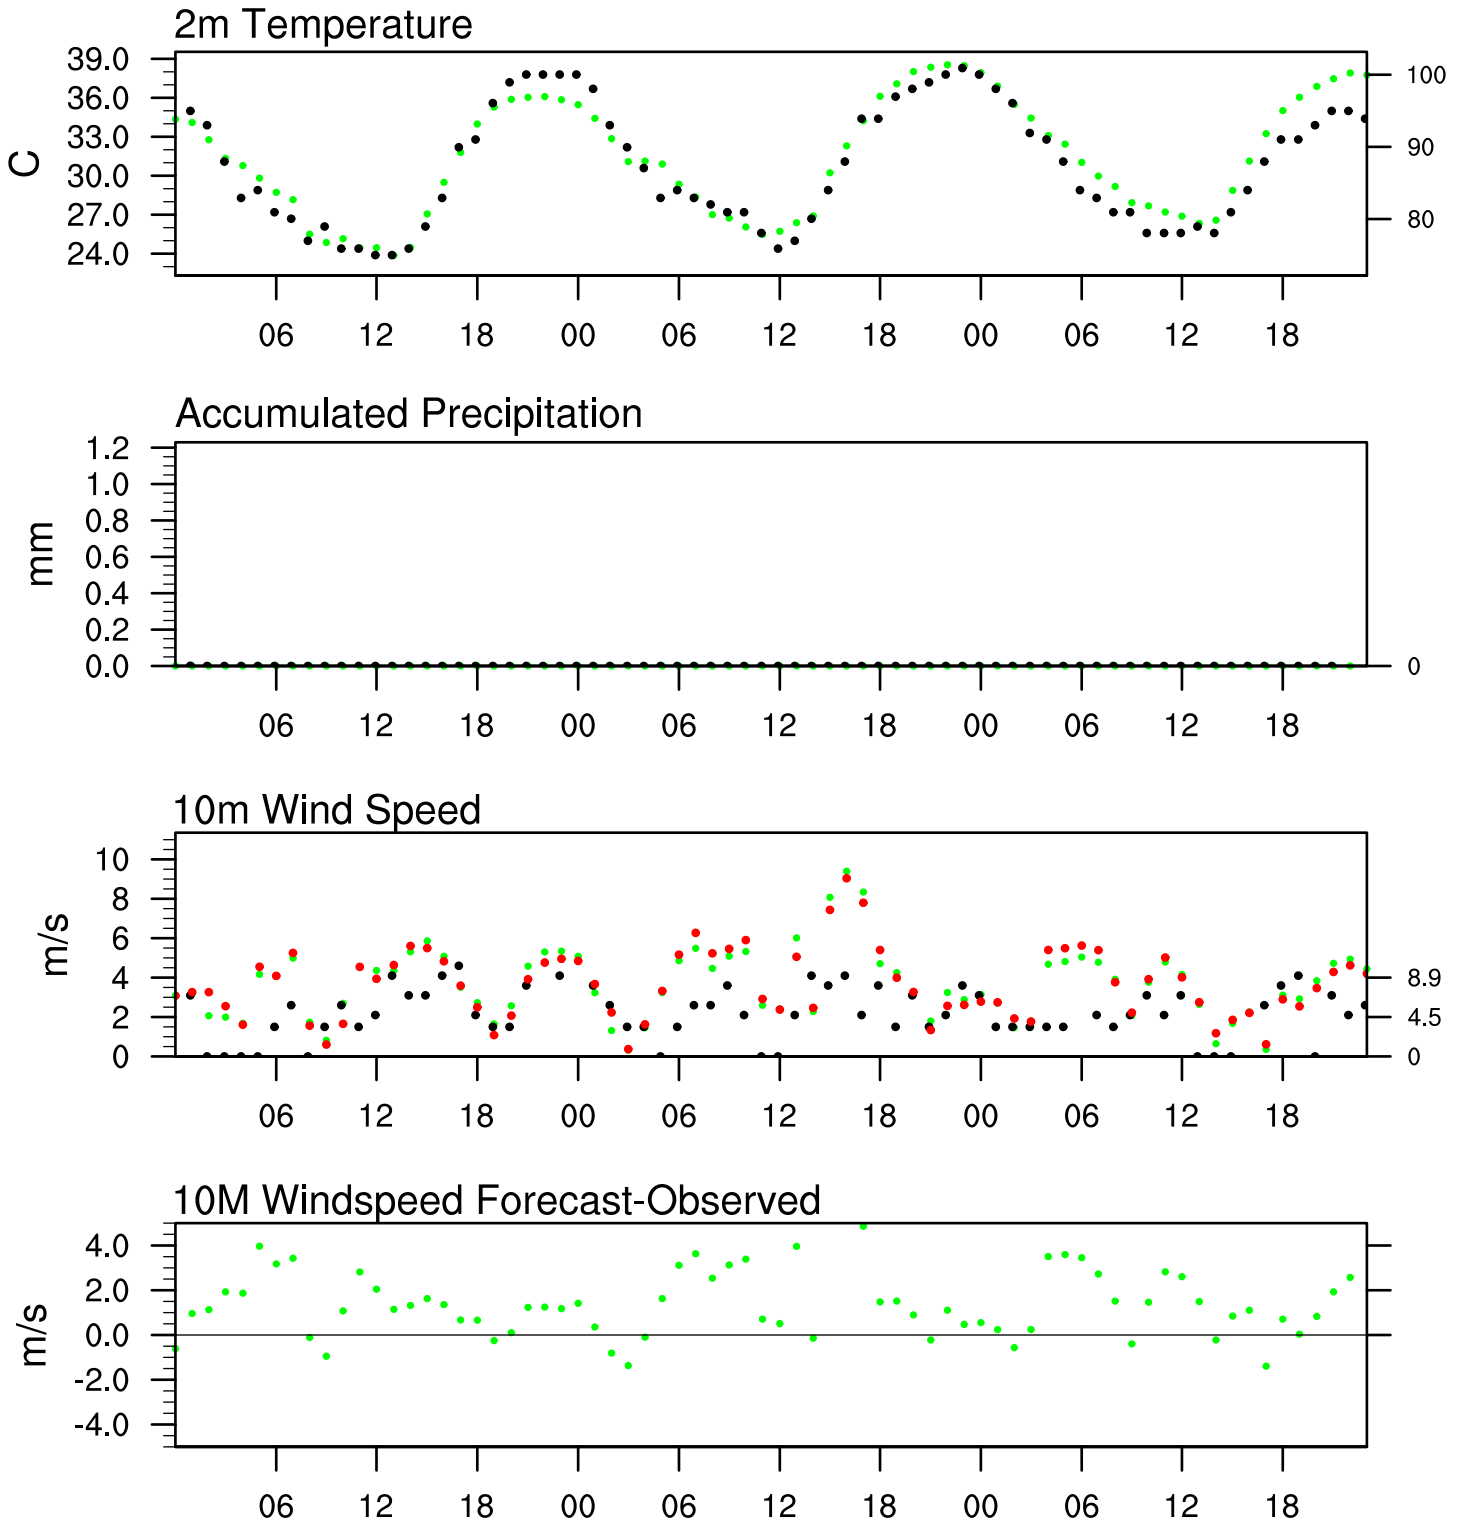 2m Temperature
39.0
36.0
33.0
30.0
27.0
24.0
C
100
90
80
06 12 18 00 06 12 18 00 06 12 18
Accumulated Precipitation
1.2
1.0
0.8
0.6
0.4
0.2
0.0
mm
0
06 12 18 00 06 12 18 00 06 12 18
10m Wind Speed
10
8
6
4
2
0
m/s
8.9
4.5
0
06 12 18 00 06 12 18 00 06 12 18
10M Windspeed Forecast-Observed
4.0
2.0
0.0
-2.0
-4.0
m/s
06 12 18 00 06 12 18 00 06 12 18